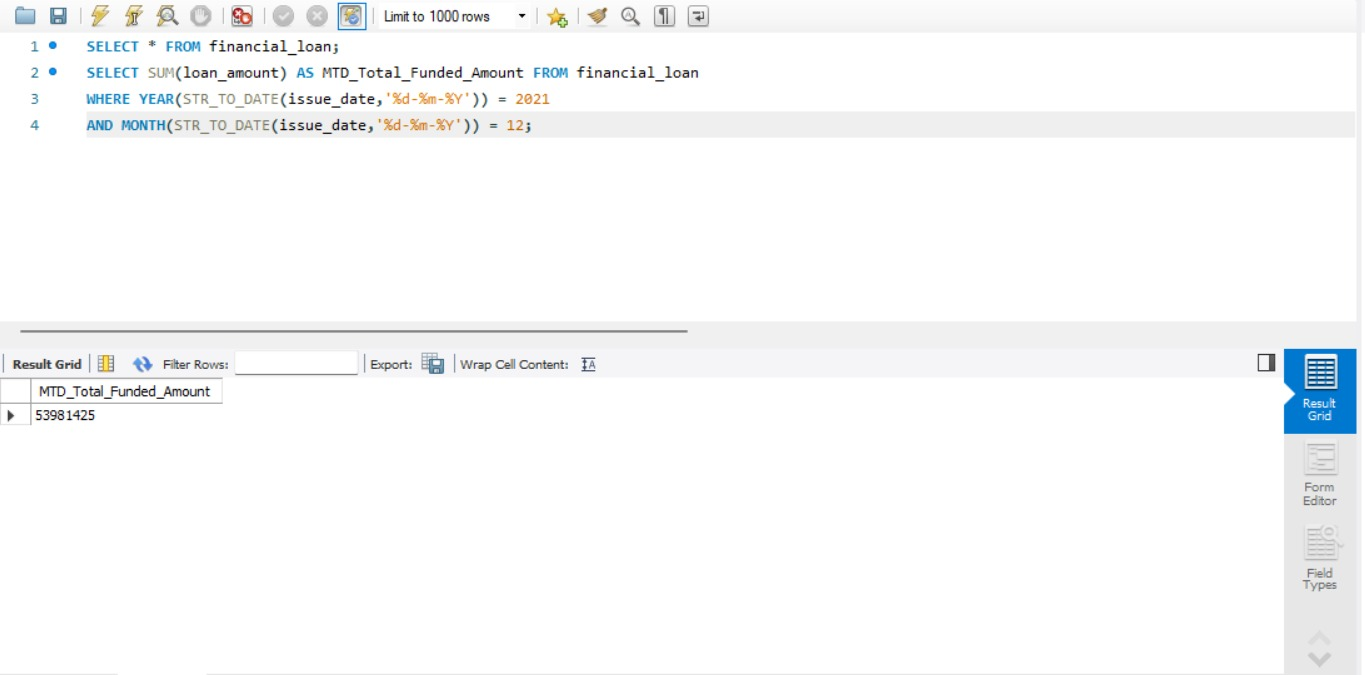 Limit to 1000 rows
1 SELECT * FROM financial_loan;
2 SELECT SUM(loan_amount) AS MTD_Total_Funded_Amount FROM financial_loan
3 WHERE YEAR(STR_TO_DATE(issue_date,'%d-%m-%Y')) = 2021
4 AND MONTH(STR_TO_DATE(issue_date,'%d-%m-%Y')) = 12;
Result Grid Filter Rows: Export: Wrap Cell Content:
MTD_Total_Funded_Amount
53981425
Result
Grid
Form
Editor
Field
Types